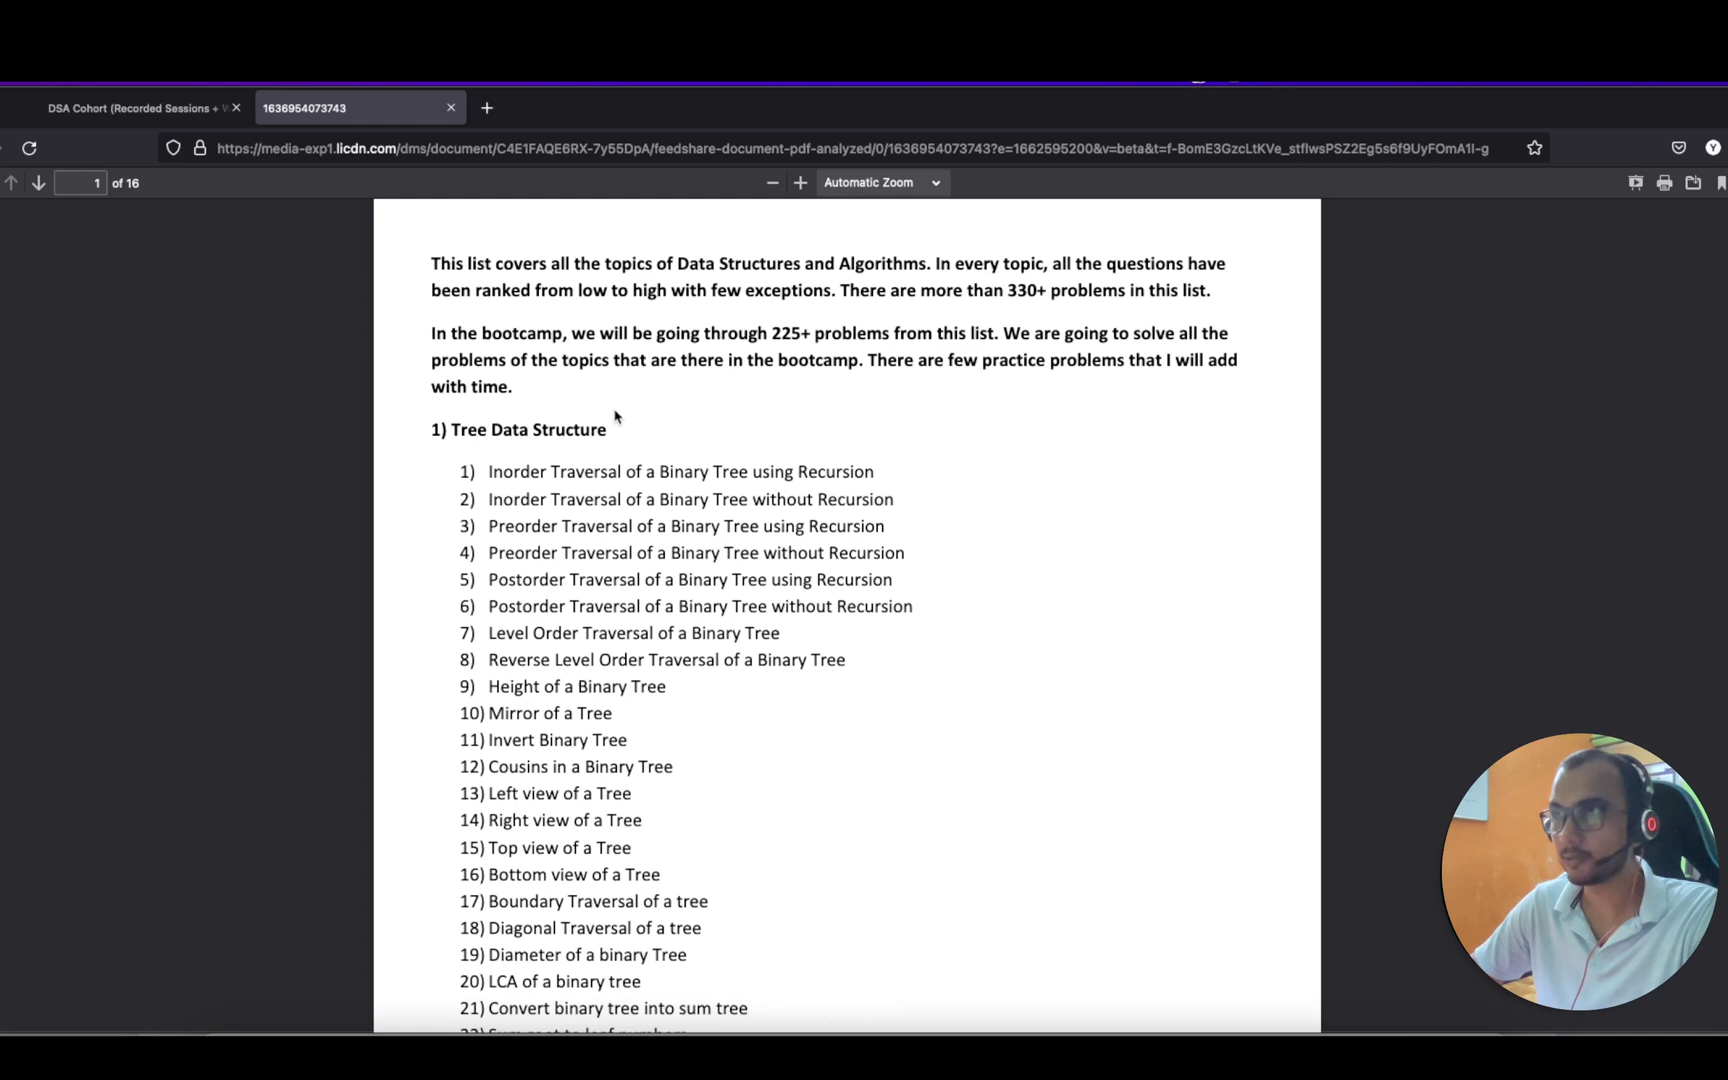 DSA Cohort (Recorded Sessions +
1636954073743
https://media-exp1.licdn.com/dms/document/C4E1FAQE6RX-7y55DpA/feedshare-document-pdf-analyzed/0/1636954073743?e=1662595200&v=beta&t=f-BomE3GzcLtKVe_stflwsPSZ2Eg5s6f9UyFOmA1I-g
Y
1 of 16
Automatic Zoom
This list covers all the topics of Data Structures and Algorithms. In every topic, all the questions have
been ranked from low to high with few exceptions. There are more than 330+ problems in this list.
In the bootcamp, we will be going through 225+ problems from this list. We are going to solve all the
problems of the topics that are there in the bootcamp. There are few practice problems that I will add
with time.
1) Tree Data Structure
1) Inorder Traversal of a Binary Tree using Recursion
2) Inorder Traversal of a Binary Tree without Recursion
3) Preorder Traversal of a Binary Tree using Recursion
4) Preorder Traversal of a Binary Tree without Recursion
5) Postorder Traversal of a Binary Tree using Recursion
6) Postorder Traversal of a Binary Tree without Recursion
7) Level Order Traversal of a Binary Tree
8) Reverse Level Order Traversal of a Binary Tree
9) Height of a Binary Tree
10) Mirror of a Tree
11) Invert Binary Tree
12) Cousins in a Binary Tree
13) Left view of a Tree
14) Right view of a Tree
15) Top view of a Tree
16) Bottom view of a Tree
17) Boundary Traversal of a tree
18) Diagonal Traversal of a tree
19) Diameter of a binary Tree
20) LCA of a binary tree
21) Convert binary tree into sum tree